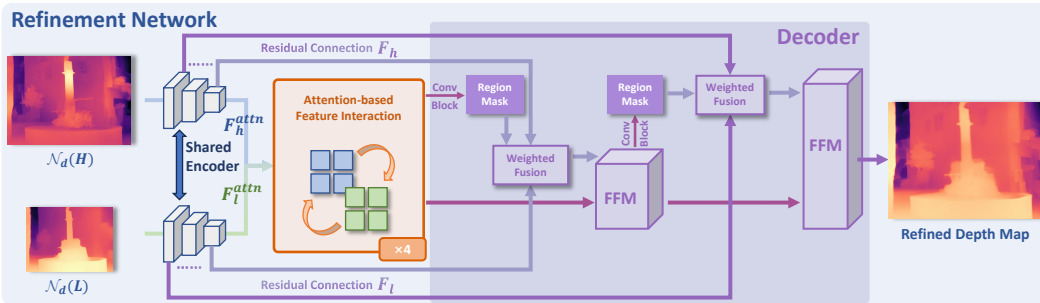 Refinement Network
Decoder
Residual Connection F_h
Attention-based
Feature Interaction
Conv
Block
Region
Mask
Region
Mask
Weighted
Fusion
F_h^{attn}
Shared
Encoder
F_l^{attn}
𝒩_d(H)
Weighted
Fusion
Conv
Block
FFM
FFM
×4
𝒩_d(L)
Residual Connection F_l
Refined Depth Map
......
......